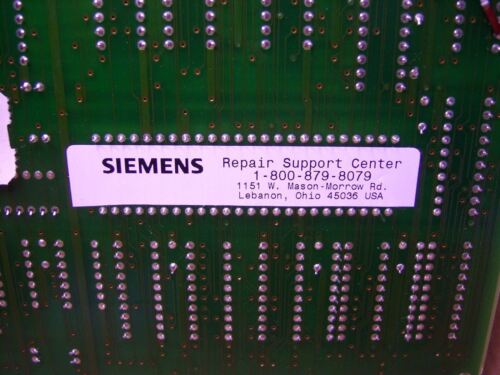 SIEMENS Repair Support Center
1-800-879-8079
1151 W. Mason-Morrow Rd.
Lebanon, Ohio 45036 USA